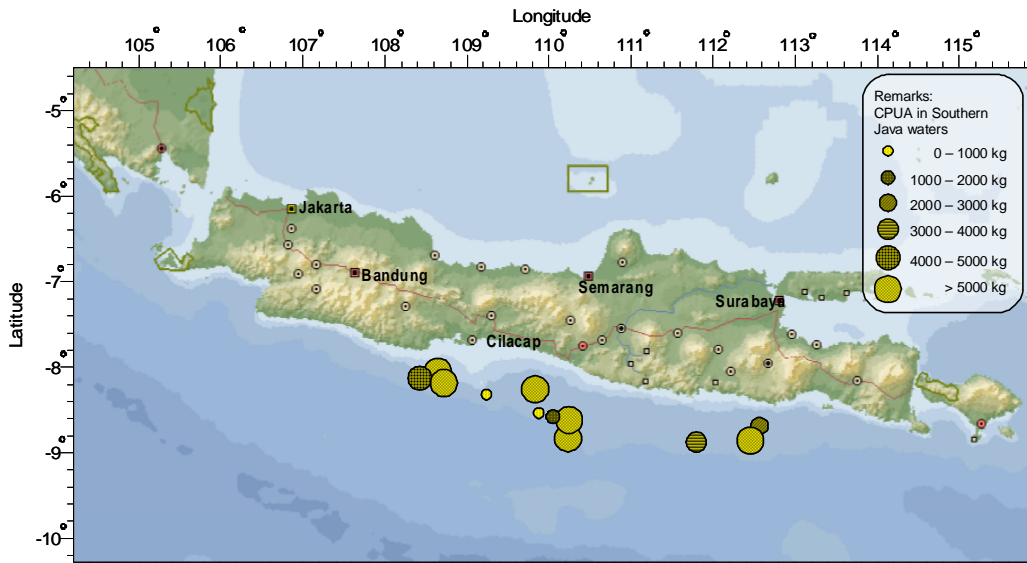 Longitude
105° 106° 107° 108° 109° 110° 111° 112° 113° 114° 115°
Latitude
-5°
-6°
-7°
-8°
-9°
-10°
Remarks:
CPUA in Southern
Java waters
0 – 1000 kg
1000 – 2000 kg
2000 – 3000 kg
3000 – 4000 kg
4000 – 5000 kg
> 5000 kg
Jakarta
Bandung
Semarang
Surabaya
Cilacap